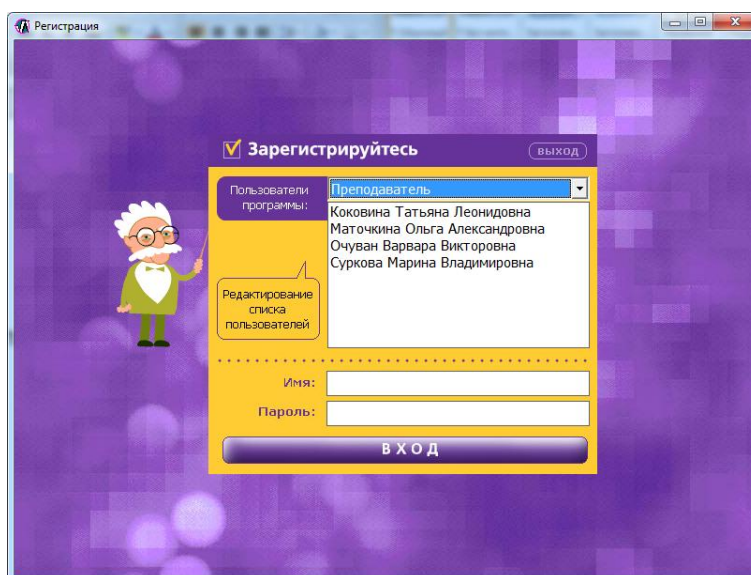 Регистрация
Зарегистрируйтесь
выход
Пользователи
программы:
Преподаватель
Коковина Татьяна Леонидовна
Маточкина Ольга Александровна
Очуван Варвара Викторовна
Суркова Марина Владимировна
Редактирование
списка
пользователей
Имя:
Пароль:
ВХОД